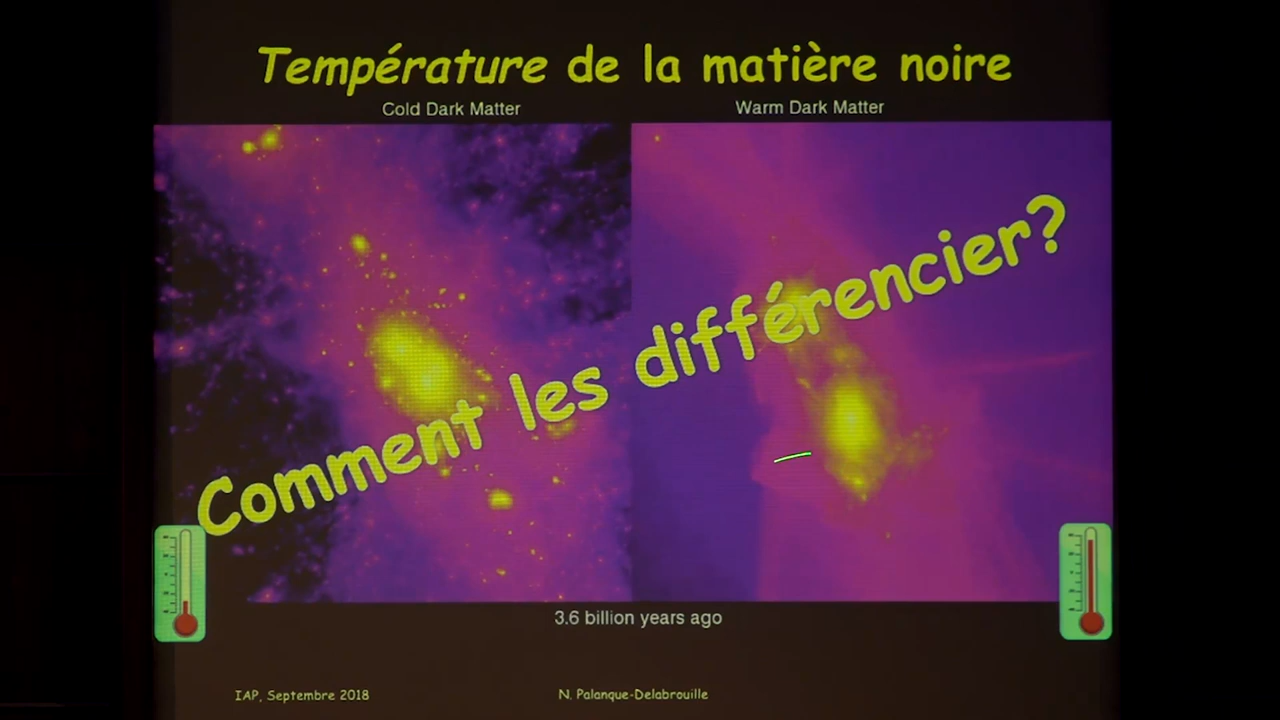 Température de la matière noire
Cold Dark Matter
Warm Dark Matter
Comment les différencier?
3.6 billion years ago
IAP, Septembre 2018
N. Palanque-Delabrouille